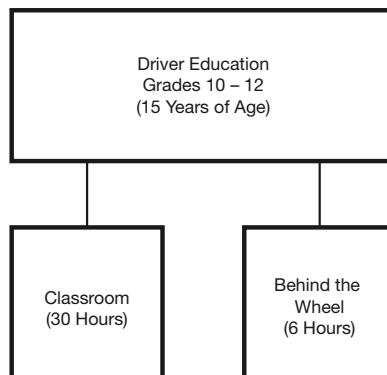 Driver Education
Grades 10 – 12
(15 Years of Age)
Classroom
(30 Hours)
Behind the
Wheel
(6 Hours)